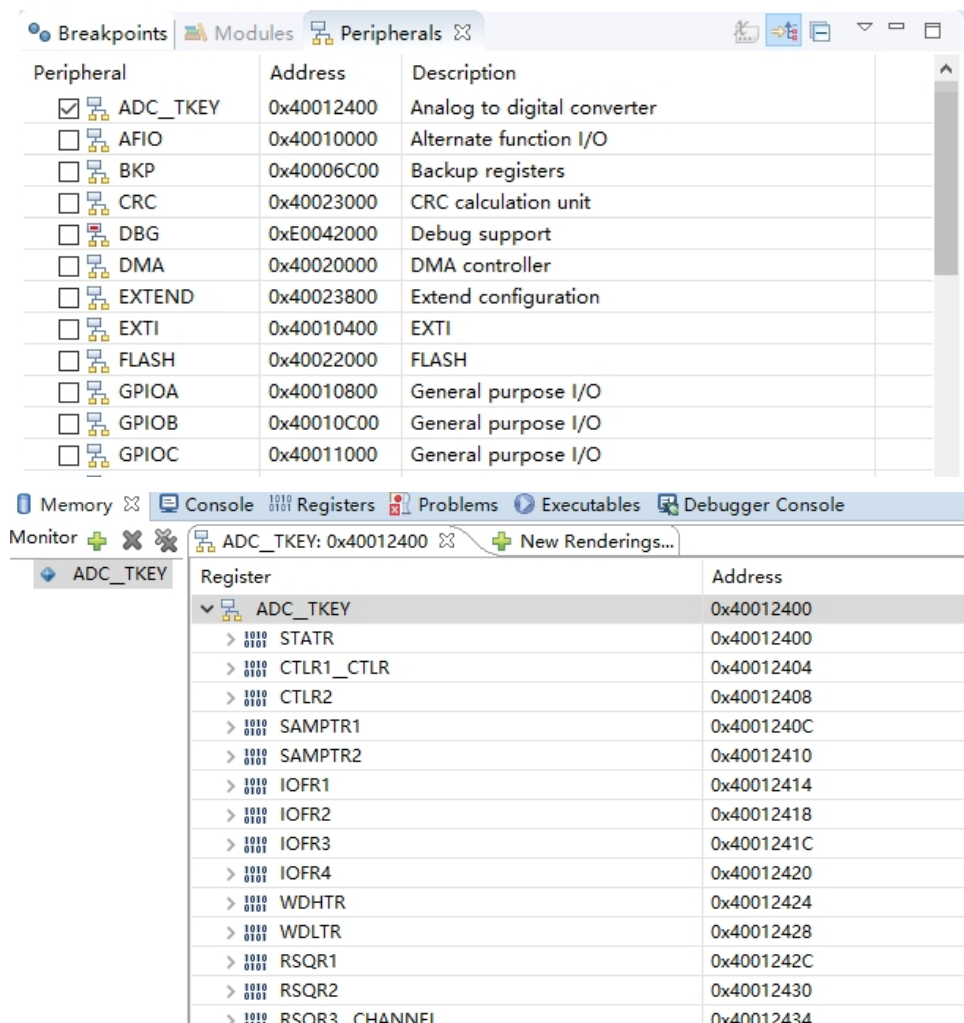 Breakpoints Modules Peripherals
Peripheral Address Description
ADC_TKEY 0x40012400 Analog to digital converter
AFIO 0x40010000 Alternate function I/O
BKP 0x40006C00 Backup registers
CRC 0x40023000 CRC calculation unit
DBG 0xE0042000 Debug support
DMA 0x40020000 DMA controller
EXTEND 0x40023800 Extend configuration
EXTI 0x40010400 EXTI
FLASH 0x40022000 FLASH
GPIOA 0x40010800 General purpose I/O
GPIOB 0x40010C00 General purpose I/O
GPIOC 0x40011000 General purpose I/O
Memory Console Registers Problems Executables Debugger Console
Monitor ADC_TKEY: 0x40012400 New Renderings...
ADC_TKEY Register Address
ADC_TKEY 0x40012400
STATR 0x40012400
CTLR1_CTLR 0x40012404
CTLR2 0x40012408
SAMPTR1 0x4001240C
SAMPTR2 0x40012410
IOFR1 0x40012414
IOFR2 0x40012418
IOFR3 0x4001241C
IOFR4 0x40012420
WDHTR 0x40012424
WDLTR 0x40012428
RSQR1 0x4001242C
RSQR2 0x40012430
RSQR3_CHANNEL 0x40012434